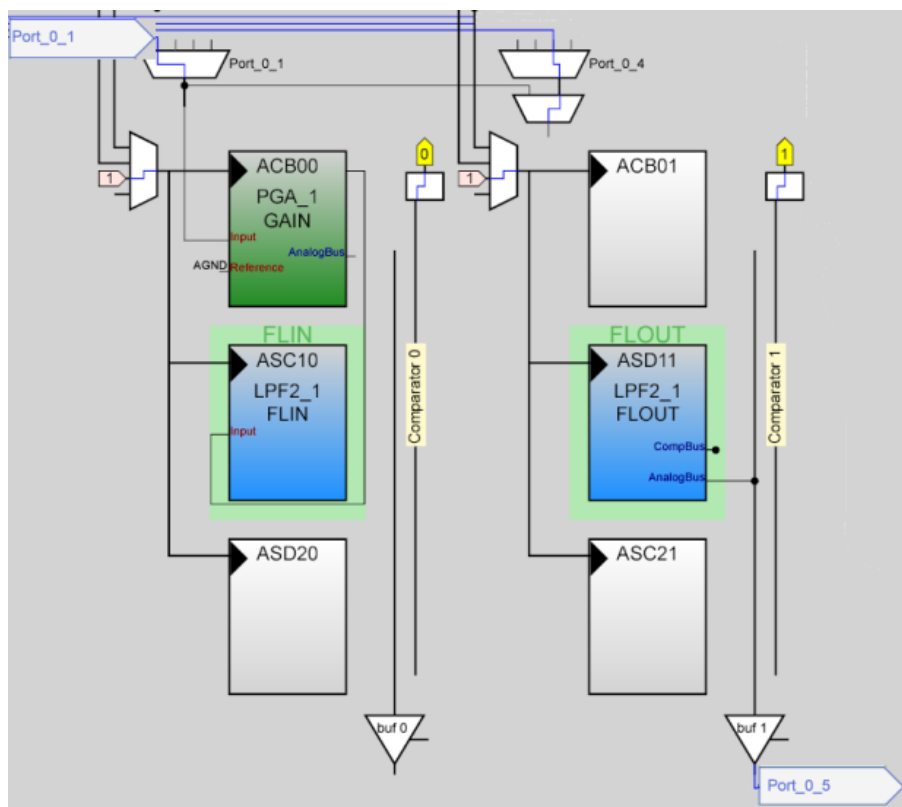 Port_0_1
Port_0_1
Port_0_4
1
ACB00
PGA_1
GAIN
Input
AnalogBus
AGND
Reference
0
1
ACB01
1
FLIN
ASC10
LPF2_1
FLIN
Input
Comparator 0
FLOUT
ASD11
LPF2_1
FLOUT
CompBus
AnalogBus
Comparator 1
ASD20
ASC21
buf 0
buf 1
Port_0_5